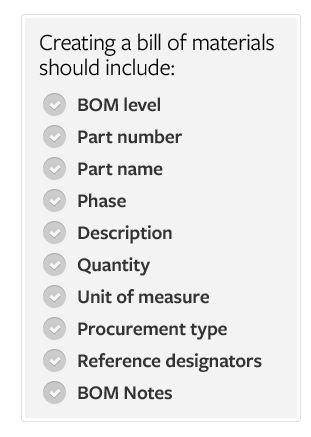 Creating a bill of materials
should include:
BOM level
Part number
Part name
Phase
Description
Quantity
Unit of measure
Procurement type
Reference designators
BOM Notes